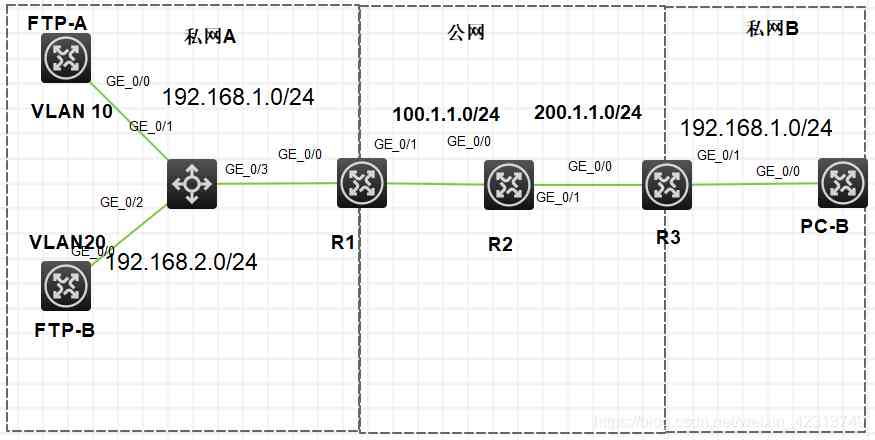 FTP-A
私网A
公网
私网B
GE_0/0
192.168.1.0/24
VLAN 10
GE_0/1
100.1.1.0/24
200.1.1.0/24
192.168.1.0/24
GE_0/3
GE_0/0
GE_0/1
GE_0/0
GE_0/0
GE_0/1
GE_0/0
GE_0/2
GE_0/1
R1
R2
R3
PC-B
VLAN20
GE_0/0
192.168.2.0/24
FTP-B